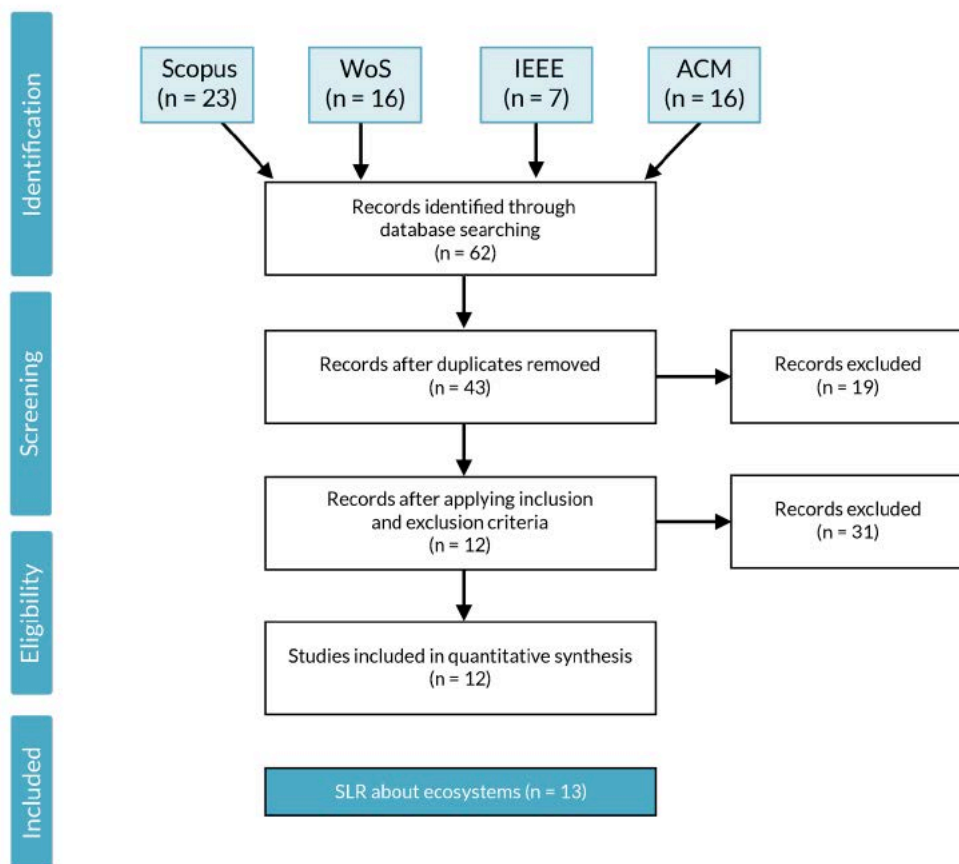 Identification
Scopus
(n = 23)
WoS
(n = 16)
IEEE
(n = 7)
ACM
(n = 16)
Records identified through
database searching
(n = 62)
Screening
Records after duplicates removed
(n = 43)
Records excluded
(n = 19)
Records after applying inclusion
and exclusion criteria
(n = 12)
Records excluded
(n = 31)
Eligibility
Studies included in quantitative synthesis
(n = 12)
Included
SLR about ecosystems (n = 13)